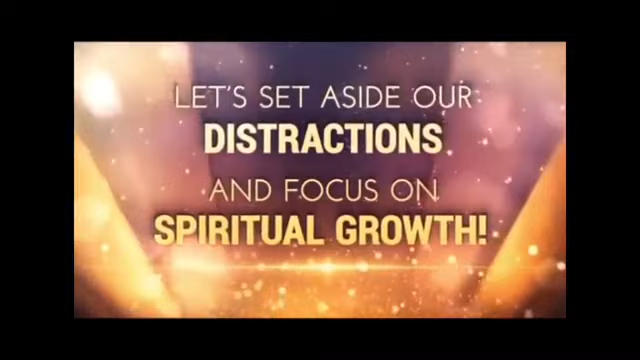 LET'S SET ASIDE OUR
DISTRACTIONS
AND FOCUS ON
SPIRITUAL GROWTH!